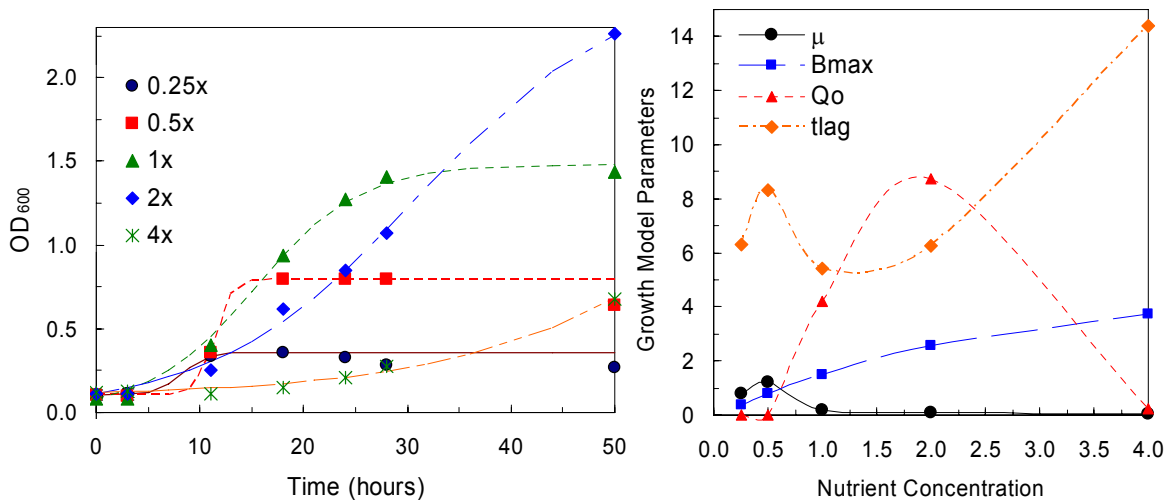 2.0
1.5
1.0
0.5
0.0
OD600
0.25x
0.5x
1x
2x
4x
0
10
20
30
40
50
Time (hours)
14
12
10
8
6
4
2
0
Growth Model Parameters
μ
Bmax
Qo
tlag
0.0
0.5
1.0
1.5
2.0
2.5
3.0
3.5
4.0
Nutrient Concentration